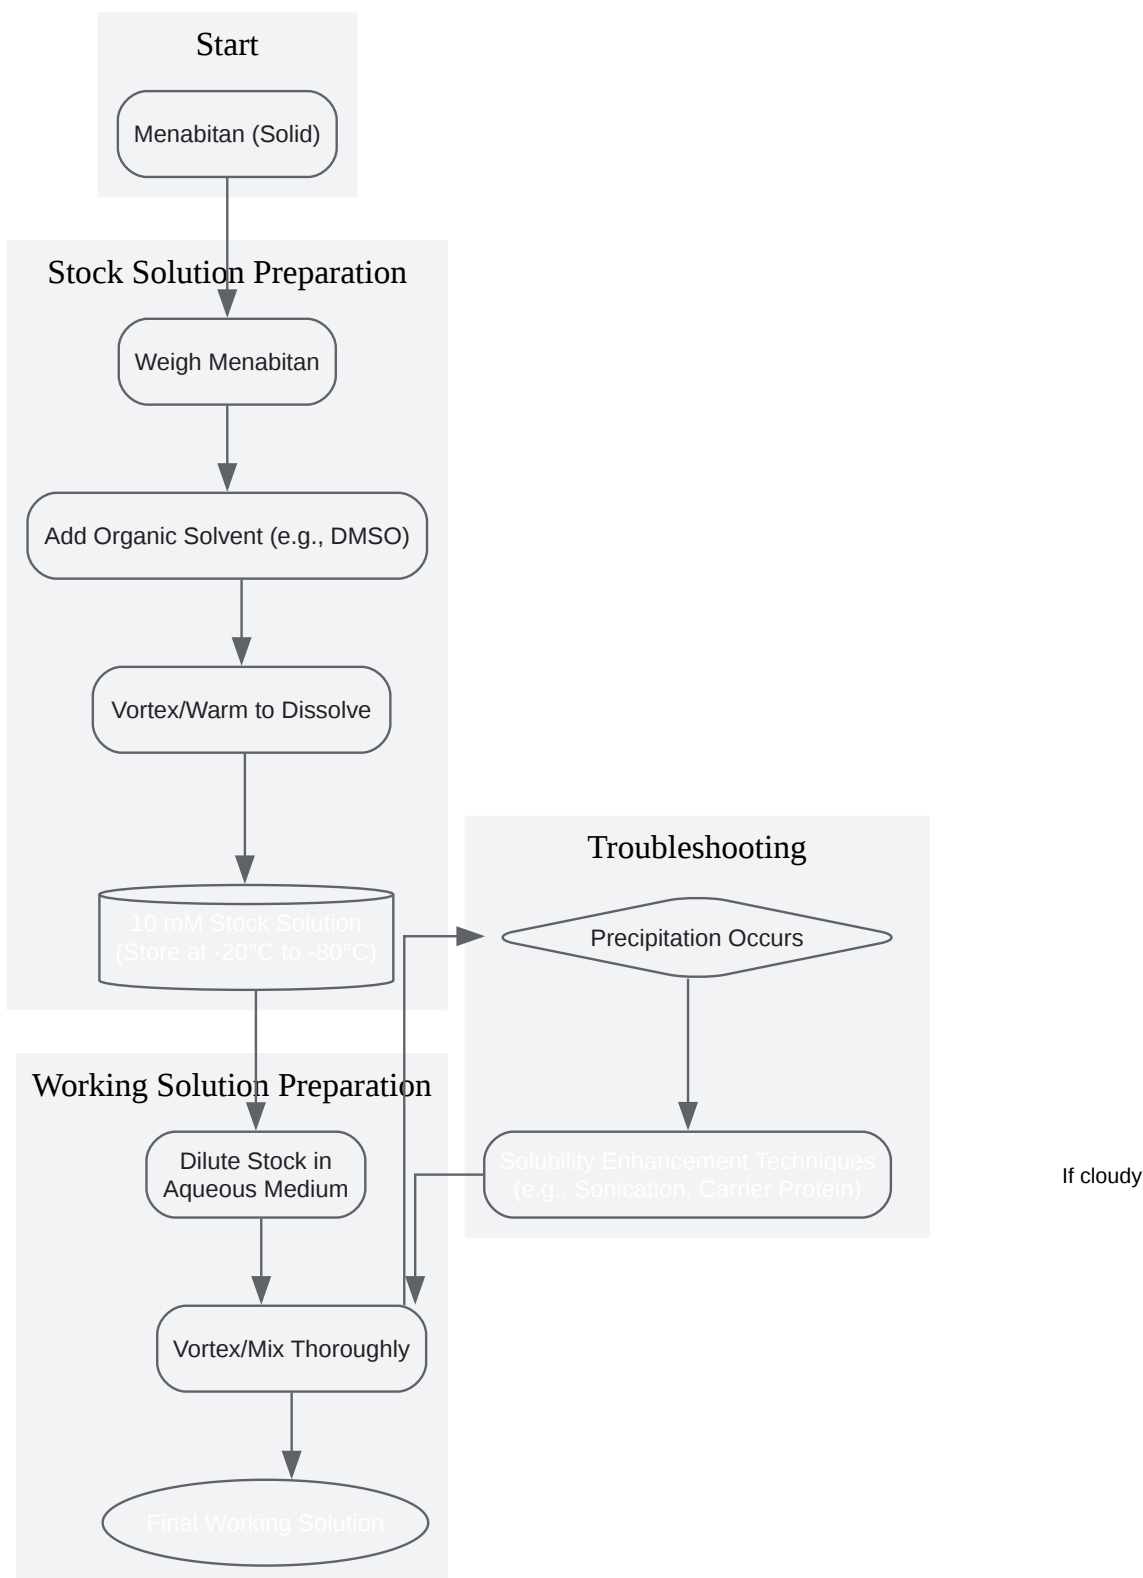 Start
Menabitan (Solid)
Stock Solution Preparation
Weigh Menabitan
Add Organic Solvent (e.g., DMSO)
Vortex/Warm to Dissolve
10 mM Stock Solution
(Store at -20°C to -80°C)
Troubleshooting
Precipitation Occurs
Solubility Enhancement Techniques
(e.g., Sonication, Carrier Protein)
If cloudy
Working Solution Preparation
Dilute Stock in
Aqueous Medium
Vortex/Mix Thoroughly
Final Working Solution